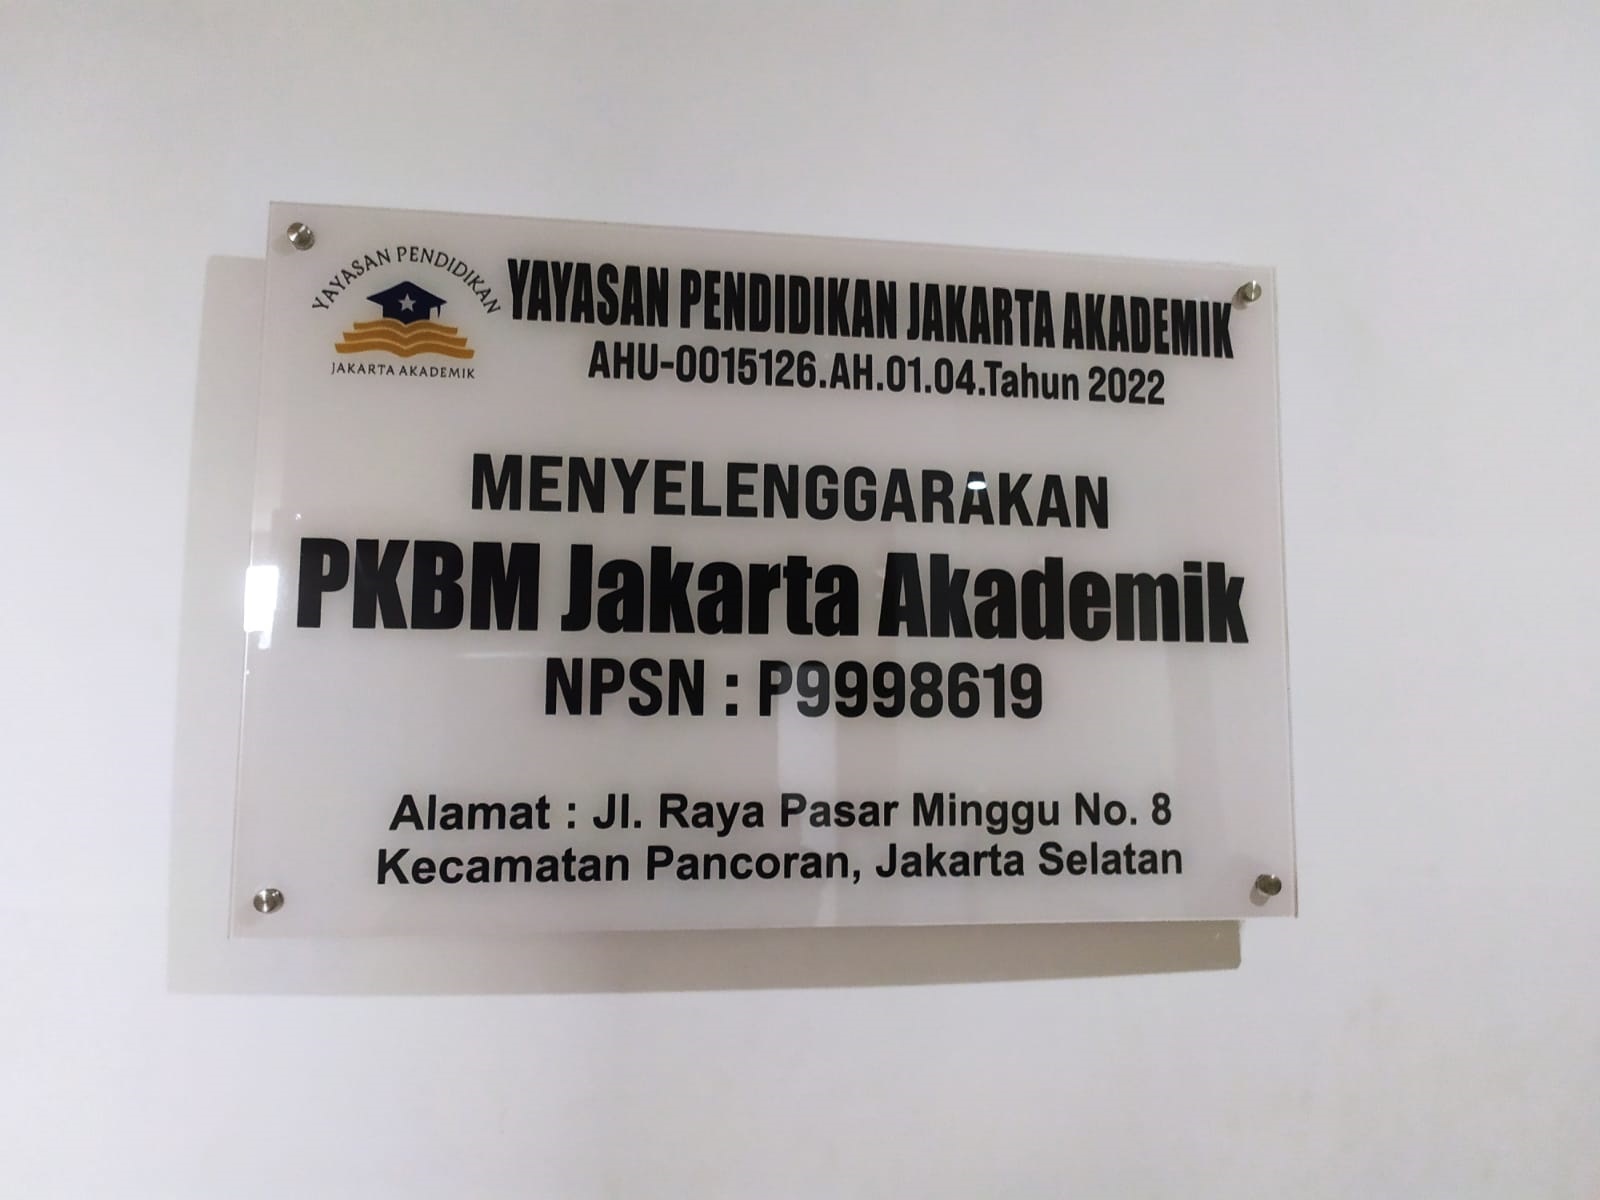 YAYASAN PENDIDIKAN
JAKARTA AKADEMIK
YAYASAN PENDIDIKAN JAKARTA AKADEMIK
AHU-0015126.AH.01.04.Tahun 2022
MENYELENGGARAKAN
PKBM Jakarta Akademik
NPSN : P9998619
Alamat : Jl. Raya Pasar Minggu No. 8
Kecamatan Pancoran, Jakarta Selatan